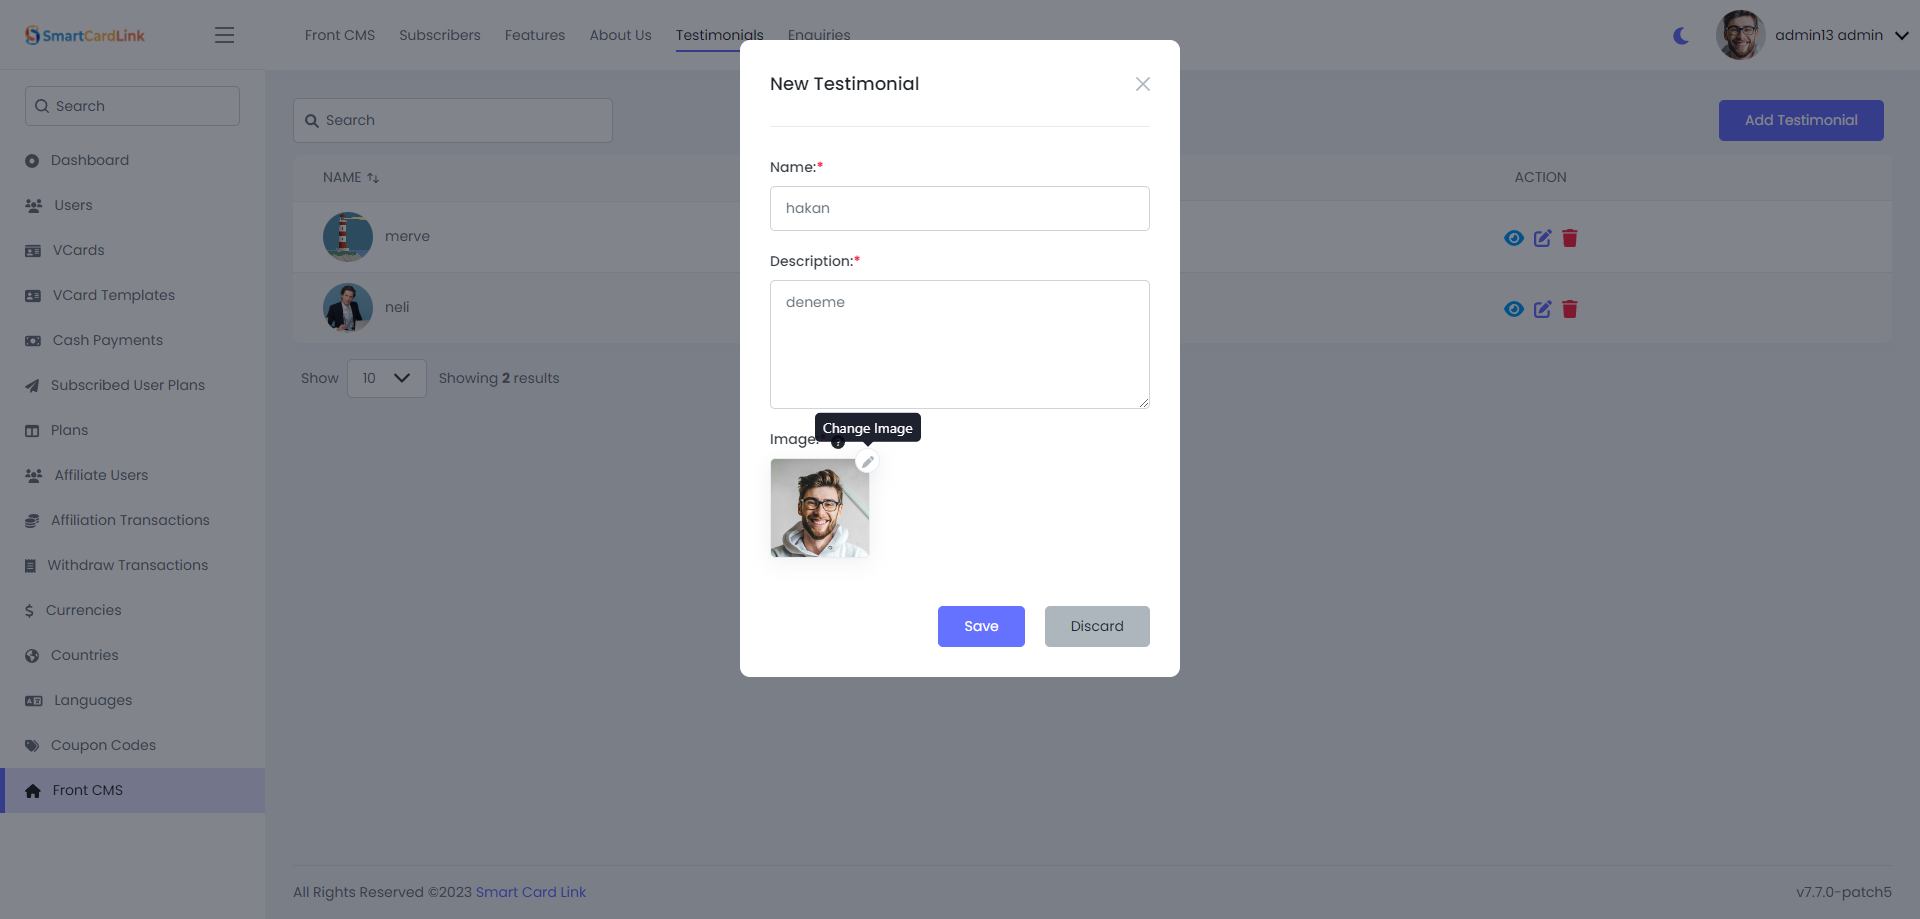 SmartCardLink
Front CMS
Subscribers
Features
About Us
Testimonials
Enquiries
admin13 admin
Search
Dashboard
Users
VCards
VCard Templates
Cash Payments
Subscribed User Plans
Plans
Affiliate Users
Affiliation Transactions
Withdraw Transactions
Currencies
Countries
Languages
Coupon Codes
Front CMS
Search
Add Testimonial
NAME
ACTION
merve
neli
Show 10 Showing 2 results
New Testimonial
Name:*
hakan
Description:*
deneme
Change Image
Image:
Save
Discard
All Rights Reserved ©2023 Smart Card Link
v7.7.0-patch5